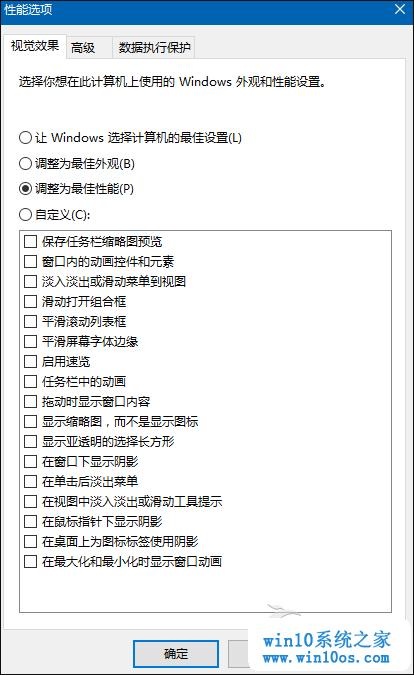 性能选项
视觉效果 高级 数据执行保护
选择你想在此计算机上使用的 Windows 外观和性能设置。
让 Windows 选择计算机的最佳设置(L)
调整为最佳外观(B)
调整为最佳性能(P)
自定义(C):
保存任务栏缩略图预览
窗口内的动画控件和元素
淡入淡出或滑动菜单到视图
滑动打开组合框
平滑滚动列表框
平滑屏幕字体边缘
启用速览
任务栏中的动画
拖动时显示窗口内容
显示缩略图，而不是显示图标
显示亚透明的选择长方形
在窗口下显示阴影
在单击后淡出菜单
在视图中淡入淡出或滑动工具提示
在鼠标指针下显示阴影
在桌面上为图标标签使用阴影
在最大化和最小化时显示窗口动画
确定
win10系统之家
www.win10os.com